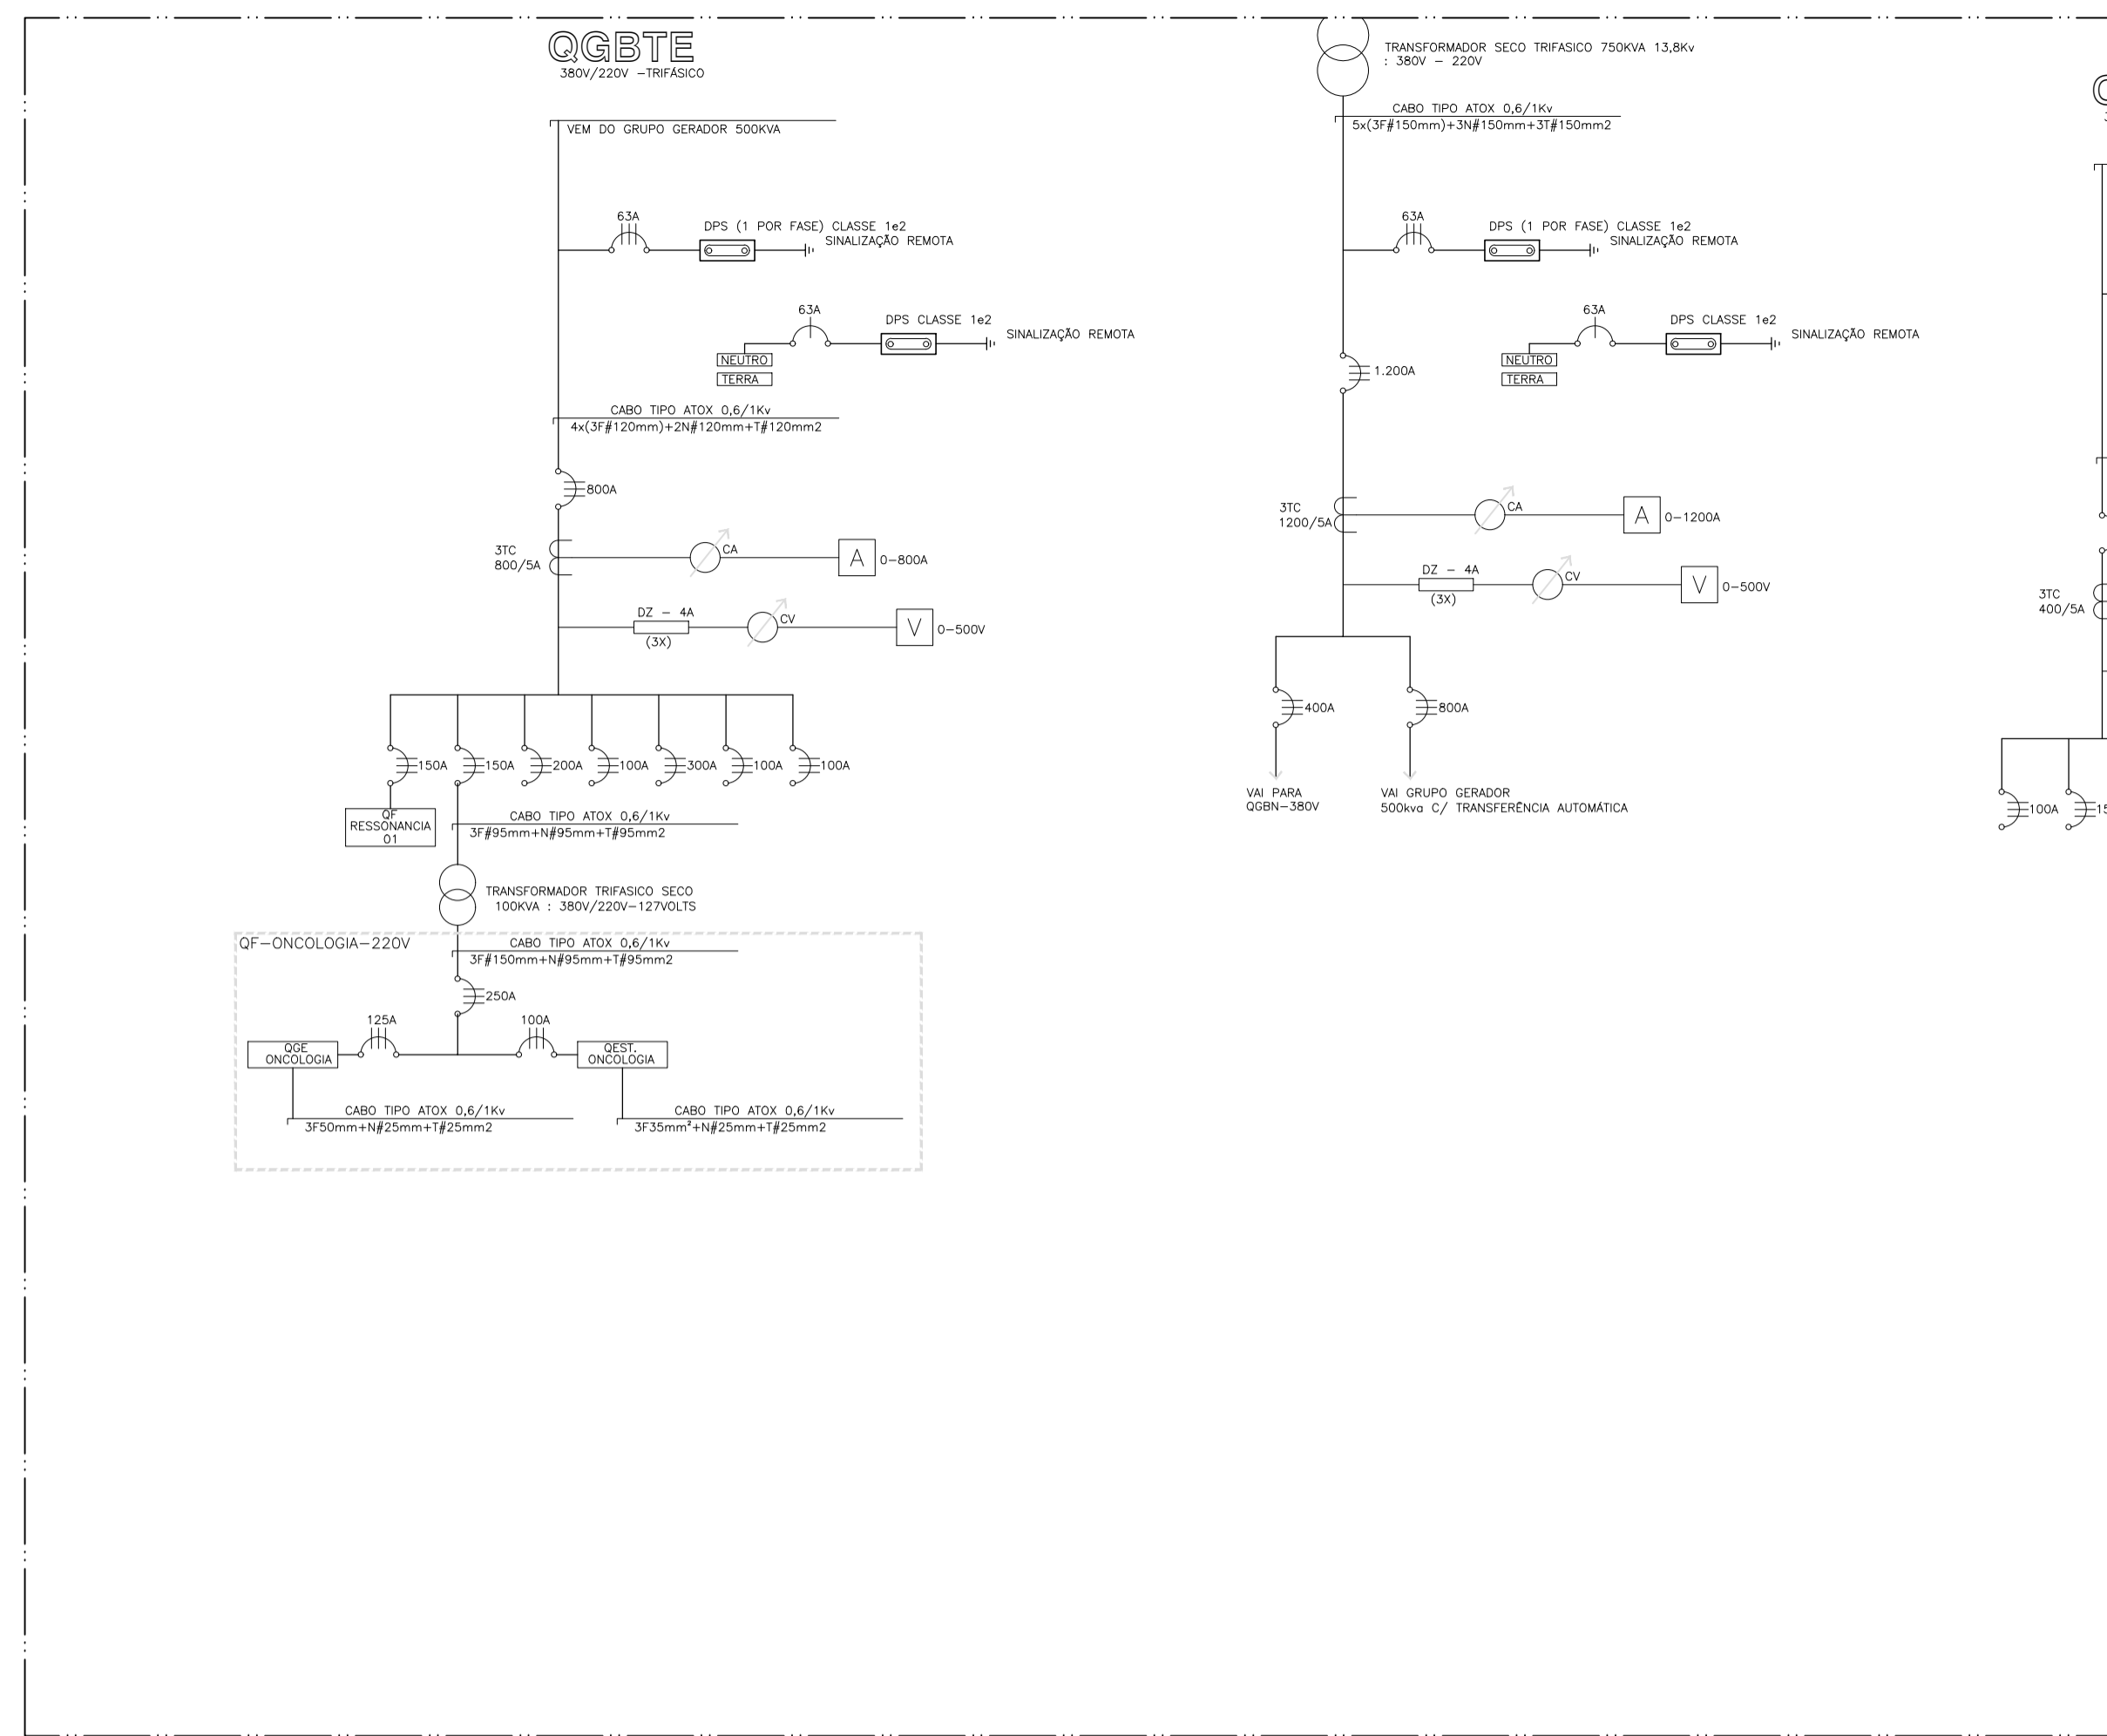 QGBTE
380V/220V -TRIFÁSICO
VEM DO GRUPO GERADOR 500KVA
63A
DPS (1 POR FASE) CLASSE 1e2
SINALIZAÇÃO REMOTA
63A
DPS CLASSE 1e2
SINALIZAÇÃO REMOTA
NEUTRO
TERRA
CABO TIPO ATOX 0,6/1Kv
4x(3F#120mm)+2N#120mm+T#120mm2
800A
3TC
800/5A
CA
A
0-800A
DZ - 4A
(3X)
CV
V
0-500V
150A
150A
200A
100A
300A
100A
100A
QF
RESSONANCIA
01
CABO TIPO ATOX 0,6/1Kv
3F#95mm+N#95mm+T#95mm2
TRANSFORMADOR TRIFASICO SECO
100KVA : 380V/220V-127VOLTS
QF-ONCOLOGIA-220V
CABO TIPO ATOX 0,6/1Kv
3F#150mm+N#95mm+T#95mm2
250A
125A
100A
QGE
ONCOLOGIA
QEST.
ONCOLOGIA
CABO TIPO ATOX 0,6/1Kv
3F50mm+N#25mm+T#25mm2
CABO TIPO ATOX 0,6/1Kv
3F35mm²+N#25mm+T#25mm2
TRANSFORMADOR SECO TRIFASICO 750KVA 13,8Kv
: 380V - 220V
CABO TIPO ATOX 0,6/1Kv
5x(3F#150mm)+3N#150mm+3T#150mm2
63A
DPS (1 POR FASE) CLASSE 1e2
SINALIZAÇÃO REMOTA
63A
DPS CLASSE 1e2
SINALIZAÇÃO REMOTA
NEUTRO
TERRA
1.200A
3TC
1200/5A
CA
A
0-1200A
DZ - 4A
(3X)
CV
V
0-500V
400A
800A
VAI PARA
QGBN-380V
VAI GRUPO GERADOR
500kva C/ TRANSFERÊNCIA AUTOMÁTICA
3TC
400/5A
100A